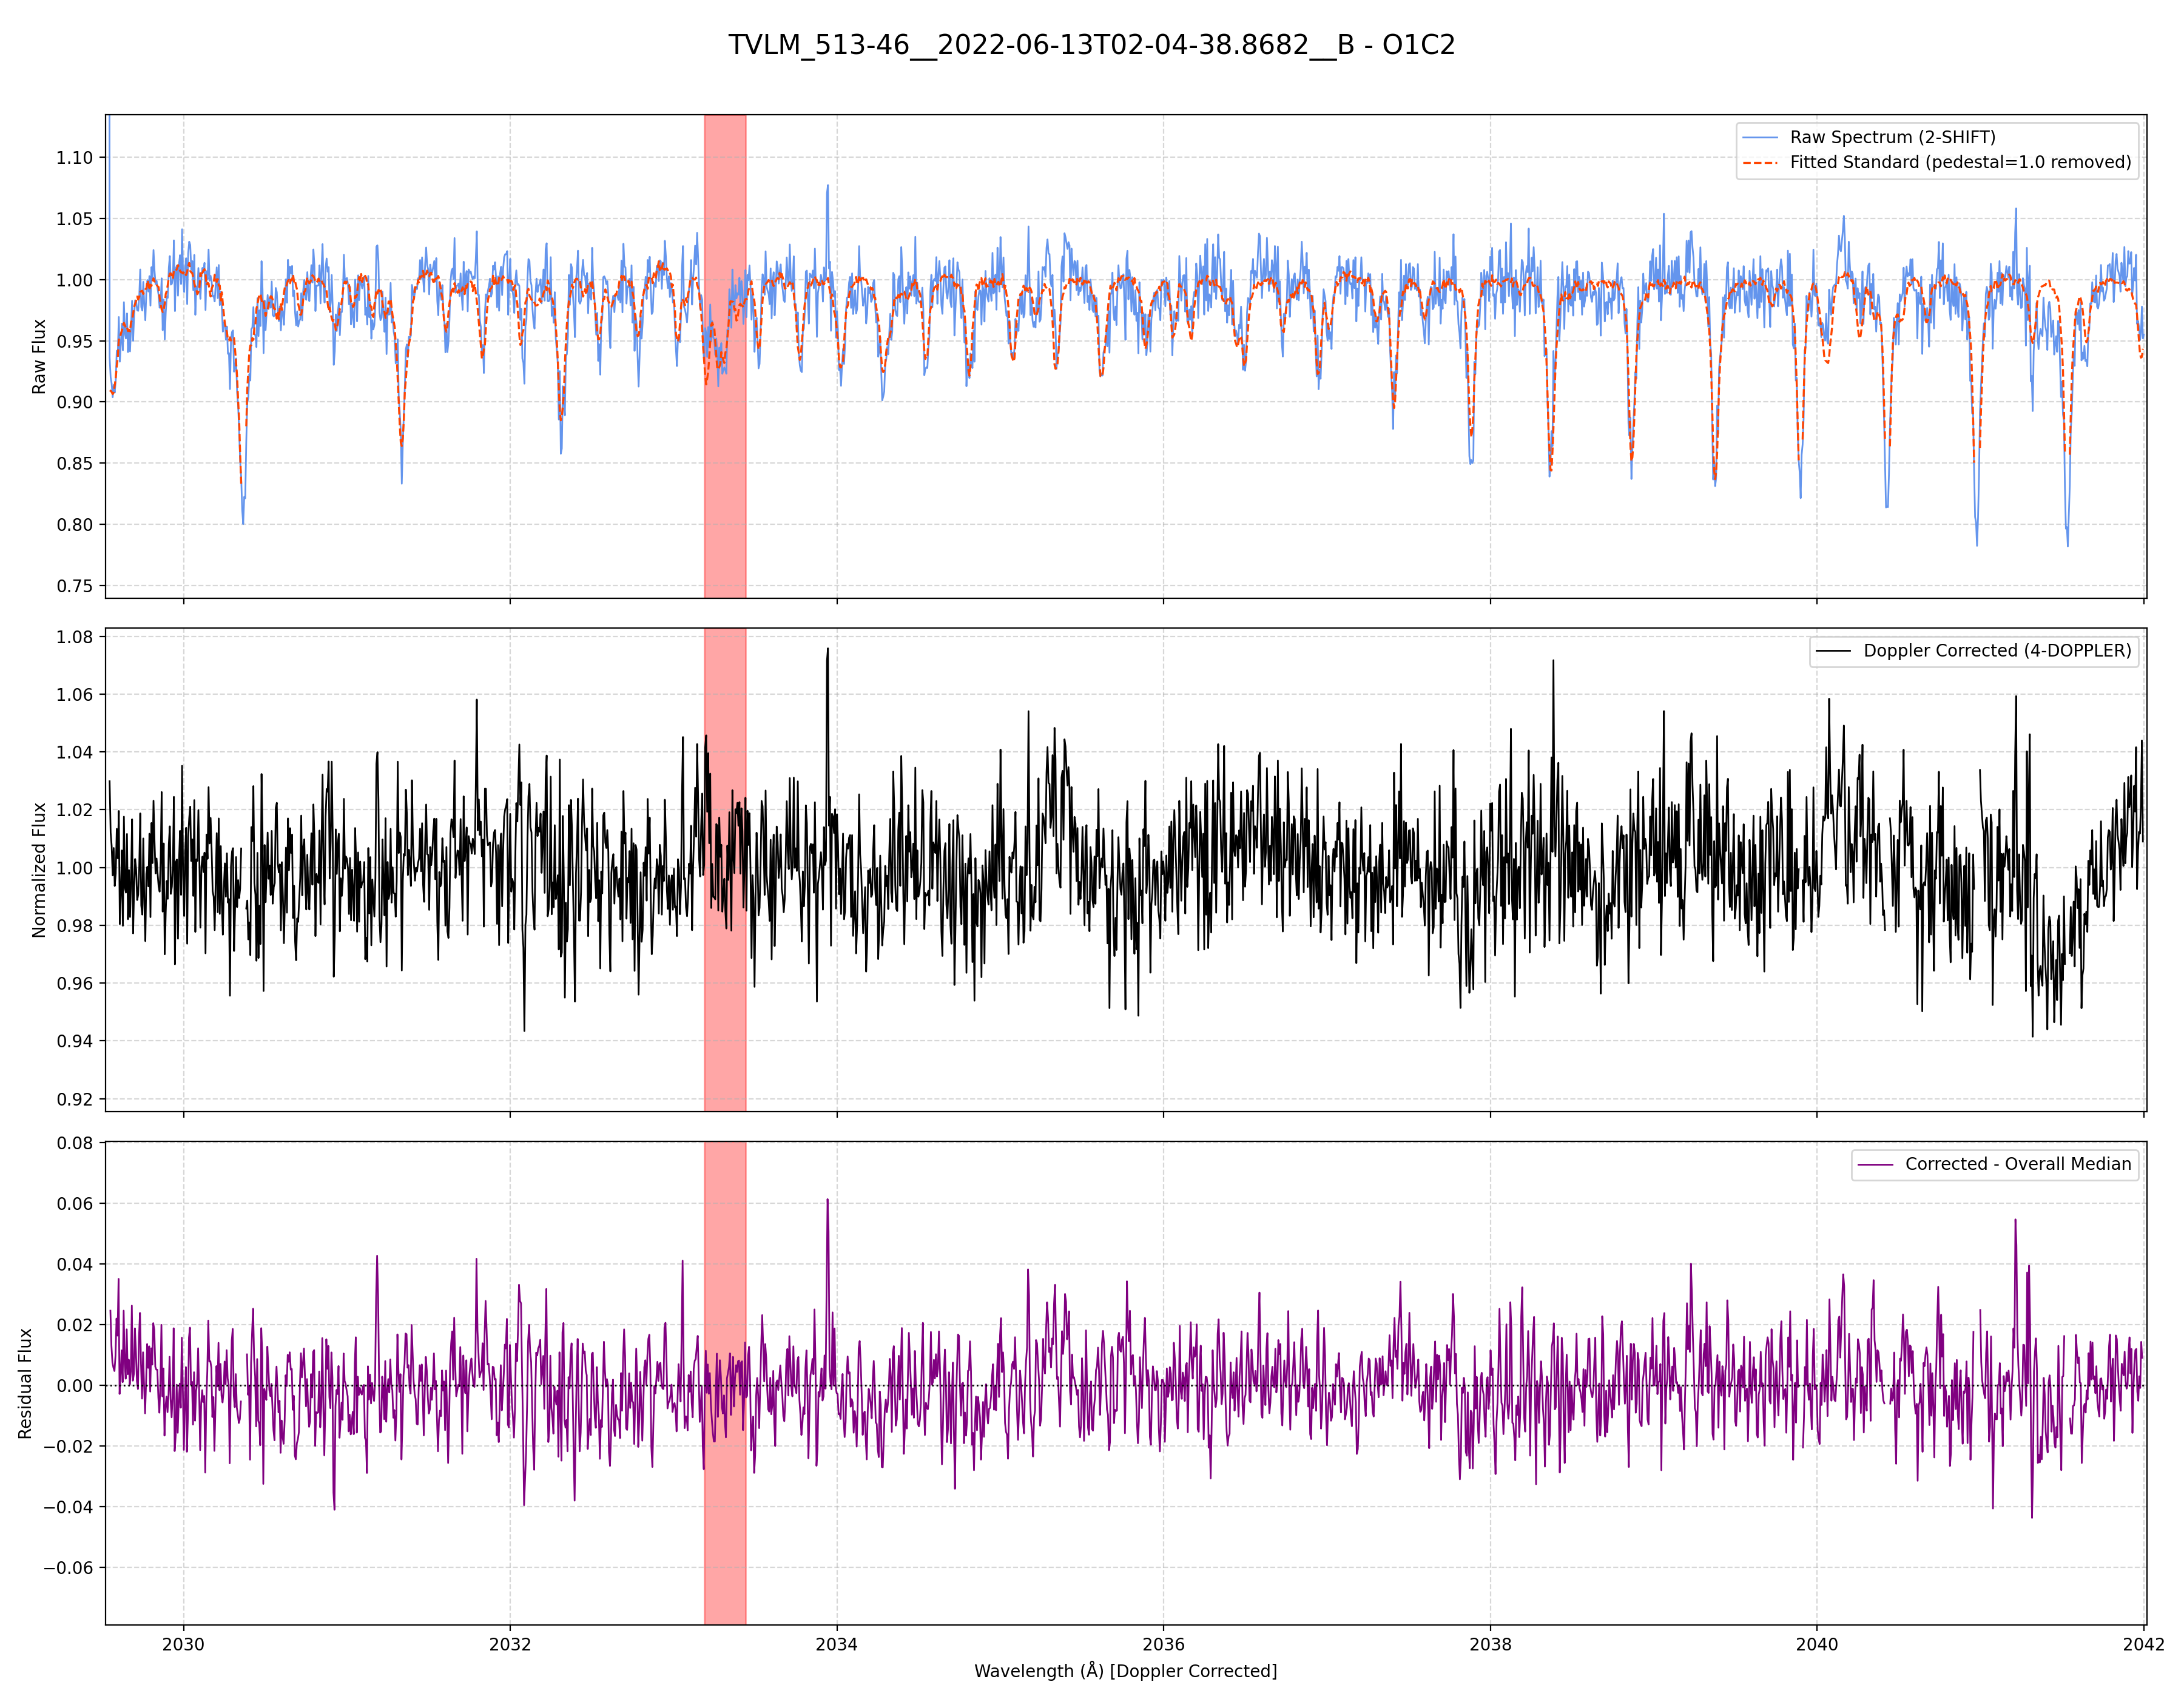 TVLM_513-46__2022-06-13T02-04-38.8682__B - O1C2
Raw Flux
1.10
1.05
1.00
0.95
0.90
0.85
0.80
0.75
Raw Spectrum (2-SHIFT)
Fitted Standard (pedestal=1.0 removed)
Normalized Flux
1.08
1.06
1.04
1.02
1.00
0.98
0.96
0.94
0.92
Doppler Corrected (4-DOPPLER)
Residual Flux
0.08
0.06
0.04
0.02
0.00
−0.02
−0.04
−0.06
Corrected - Overall Median
2030 2032 2034 2036 2038 2040 2042
Wavelength (Å) [Doppler Corrected]